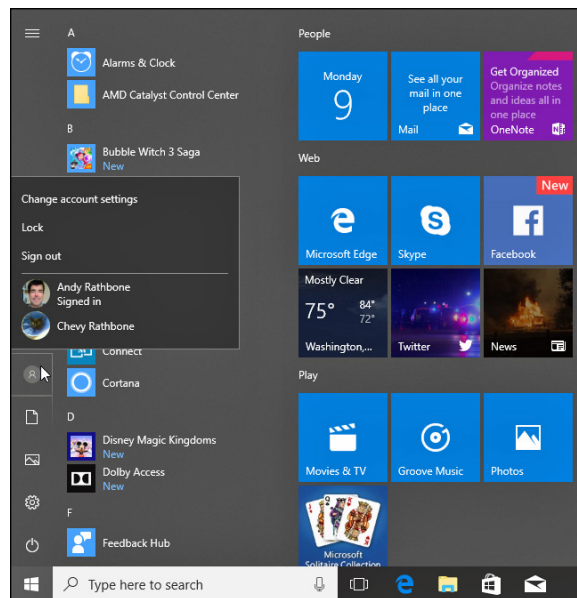 A
Alarms & Clock
AMD Catalyst Control Center
B
Bubble Witch 3 Saga
New
Change account settings
Lock
Sign out
Andy Rathbone
Signed in
Chevy Rathbone
Connect
Cortana
D
Disney Magic Kingdoms
New
Dolby Access
New
F
Feedback Hub
People
Monday
9
See all your
mail in one
place
Mail
Get Organized
Organize notes
and ideas all in
one place
OneNote
Web
Microsoft Edge
Skype
New
Facebook
Mostly Clear
75° 84°
72°
Washington,...
Twitter
News
Play
Movies & TV
Groove Music
Photos
Microsoft
Solitaire Collection
Type here to search